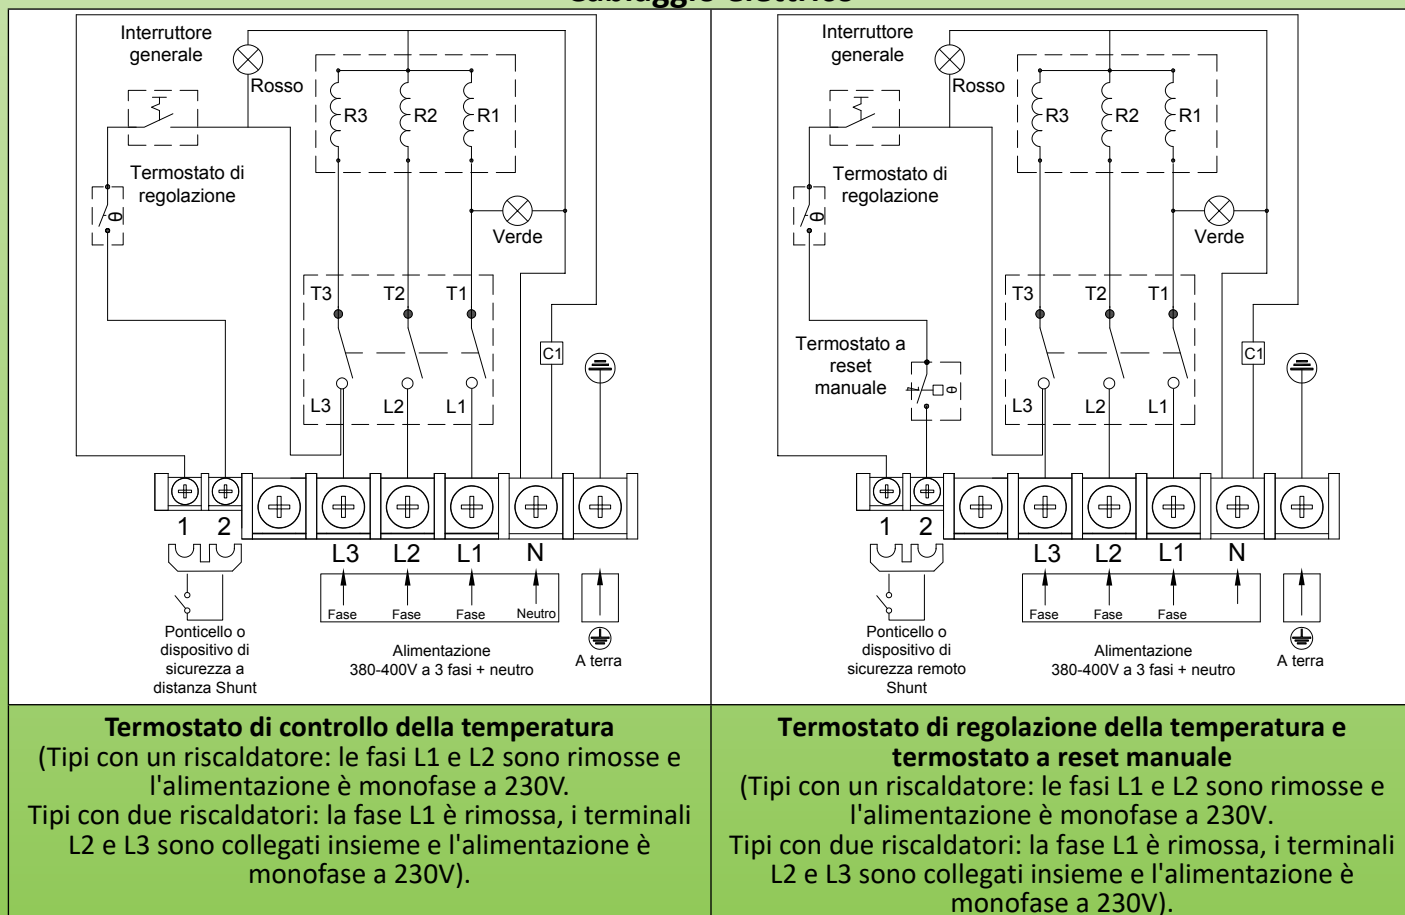 Cablaggio elettrico
Interruttore
generale
Rosso
R3
R2
R1
Termostato di
regolazione
θ
Verde
T3
T2
T1
C1
L3
L2
L1
1
2
L3
L2
L1
N
Fase
Fase
Fase
Neutro
Ponticello o
dispositivo di
sicurezza a
distanza Shunt
Alimentazione
380-400V a 3 fasi + neutro
A terra
Termostato di controllo della temperatura
(Tipi con un riscaldatore: le fasi L1 e L2 sono rimosse e
l'alimentazione è monofase a 230V.
Tipi con due riscaldatori: la fase L1 è rimossa, i terminali
L2 e L3 sono collegati insieme e l'alimentazione è
monofase a 230V).
Interruttore
generale
Rosso
R3
R2
R1
Termostato di
regolazione
θ
Verde
T3
T2
T1
Termostato a
reset
manuale
θ
C1
L3
L2
L1
1
2
L3
L2
L1
N
Fase
Fase
Fase
Ponticello o
dispositivo di
sicurezza remoto
Shunt
Alimentazione
380-400V a 3 fasi + neutro
A terra
Termostato di regolazione della temperatura e
termostato a reset manuale
(Tipi con un riscaldatore: le fasi L1 e L2 sono rimosse e
l'alimentazione è monofase a 230V.
Tipi con due riscaldatori: la fase L1 è rimossa, i terminali
L2 e L3 sono collegati insieme e l'alimentazione è
monofase a 230V).